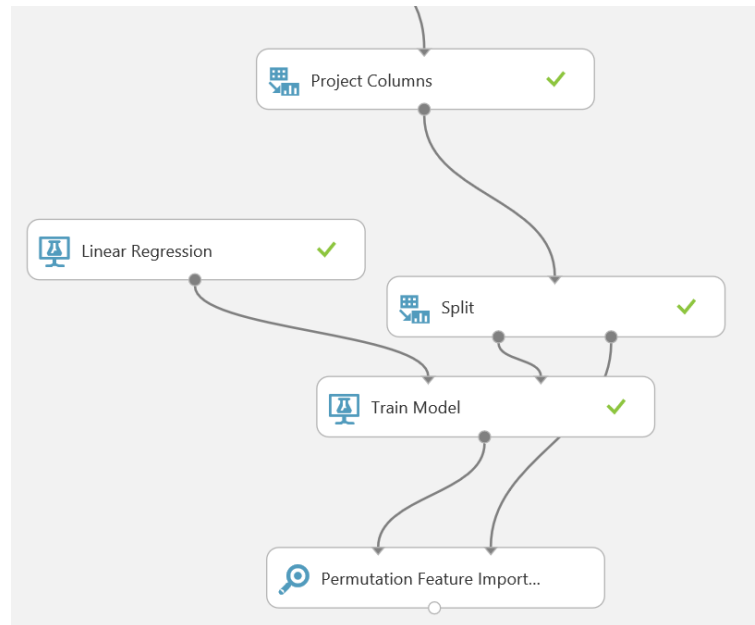 Project Columns
Linear Regression
Split
Train Model
Permutation Feature Import...